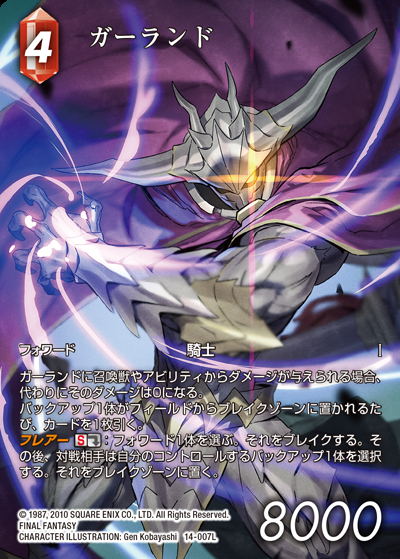 4
ガーランド
フォワード 騎士 I
ガーランドに召喚獣やアビリティからダメージが与えられる場合、
代わりにそのダメージは0になる。
バックアップ1体がフィールドからブレイクゾーンに置かれるた
び、カードを1枚引く。
フレアー S：フォワード1体を選ぶ。それをブレイクする。そ
の後、対戦相手は自分のコントロールするバックアップ1体を選択
する。それをブレイクゾーンに置く。
© 1987, 2010 SQUARE ENIX CO., LTD. All Rights Reserved.
FINAL FANTASY
CHARACTER ILLUSTRATION: Gen Kobayashi 14-007L
8000